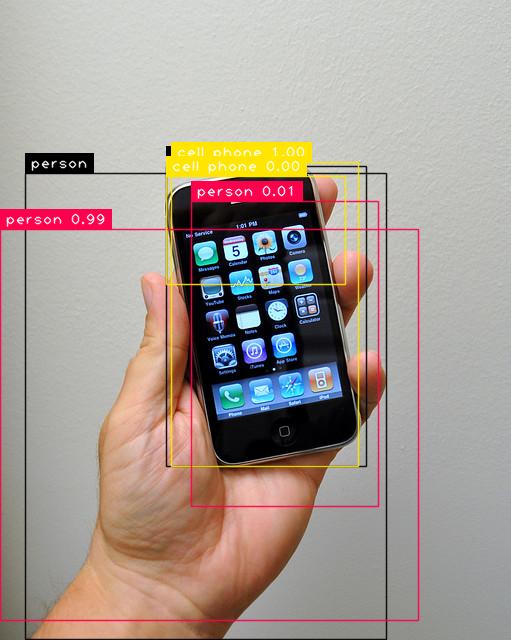 cell phone 1.00
cell phone 0.00
person
person 0.01
person 0.99
No Service
1:01 PM
Messages
Calendar
Photos
Camera
5
YouTube
Stocks
Maps
Weather
Voice Memos
Notes
Clock
Calculator
Settings
iTunes
App Store
Phone
Mail
Safari
iPod